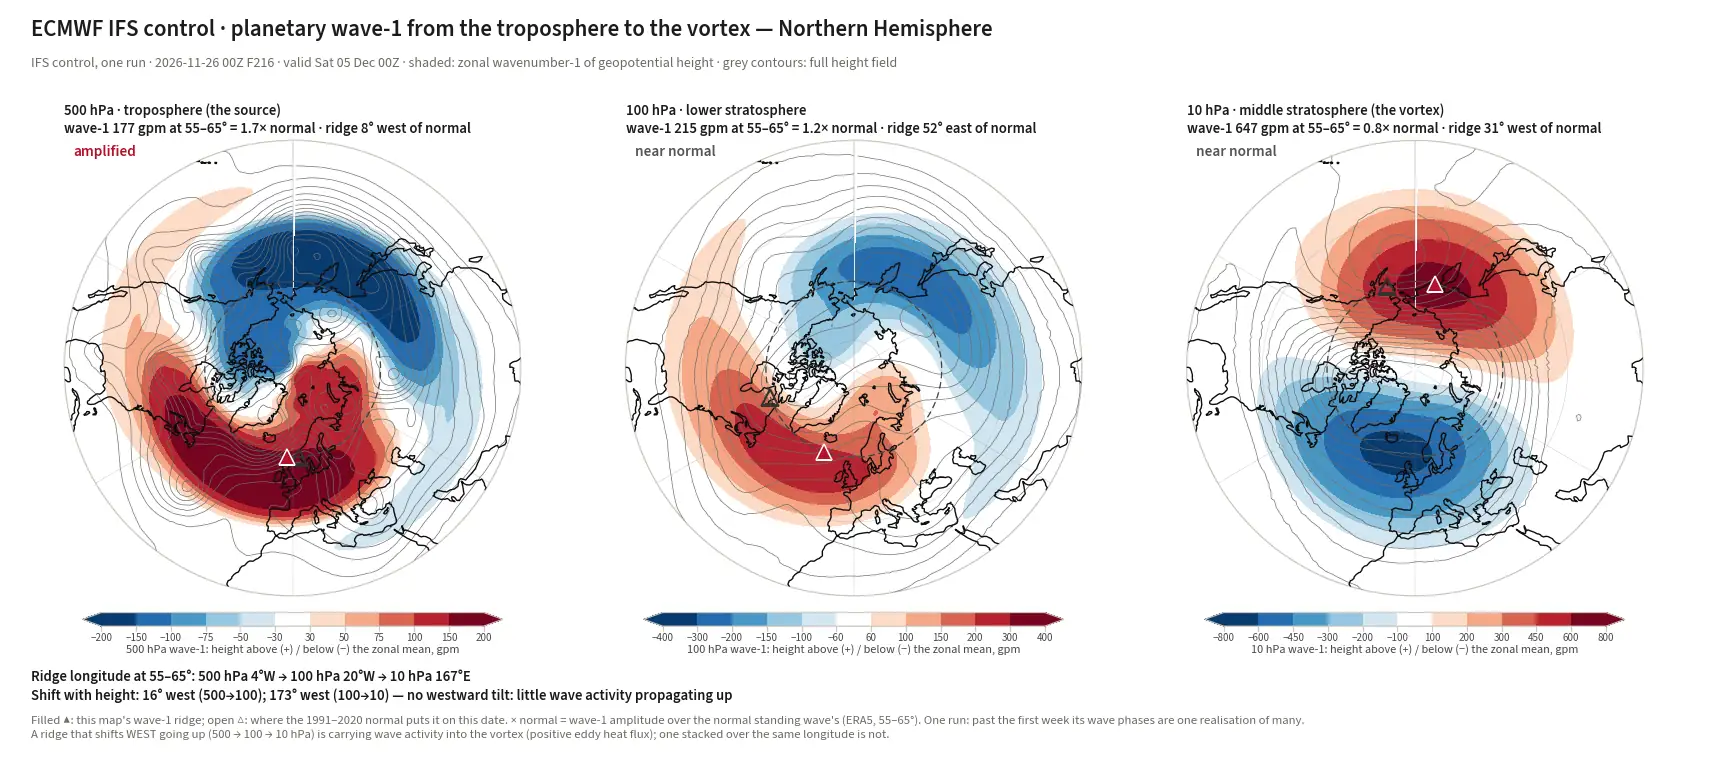 ECMWF IFS control · planetary wave-1 from the troposphere to the vortex — Northern Hemisphere
IFS control, one run · 2026-11-26 00Z F216 · valid Sat 05 Dec 00Z · shaded: zonal wavenumber-1 of geopotential height · grey contours: full height field
500 hPa · troposphere (the source)
wave-1 177 gpm at 55–65° = 1.7× normal · ridge 8° west of normal
amplified
100 hPa · lower stratosphere
wave-1 215 gpm at 55–65° = 1.2× normal · ridge 52° east of normal
near normal
10 hPa · middle stratosphere (the vortex)
wave-1 647 gpm at 55–65° = 0.8× normal · ridge 31° west of normal
near normal
−200 −150 −100 −75 −50 −30 30 50 75 100 150 200
500 hPa wave-1: height above (+) / below (−) the zonal mean, gpm
−400 −300 −200 −150 −100 −60 60 100 150 200 300 400
100 hPa wave-1: height above (+) / below (−) the zonal mean, gpm
−800 −600 −450 −300 −200 −100 100 200 300 450 600 800
10 hPa wave-1: height above (+) / below (−) the zonal mean, gpm
Ridge longitude at 55–65°: 500 hPa 4°W → 100 hPa 20°W → 10 hPa 167°E
Shift with height: 16° west (500→100); 173° west (100→10) — no westward tilt: little wave activity propagating up
Filled ▲: this map's wave-1 ridge; open △: where the 1991–2020 normal puts it on this date. × normal = wave-1 amplitude over the normal standing wave's (ERA5, 55–65°). One run: past the first week its wave phases are one realisation of many.
A ridge that shifts WEST going up (500 → 100 → 10 hPa) is carrying wave activity into the vortex (positive eddy heat flux); one stacked over the same longitude is not.